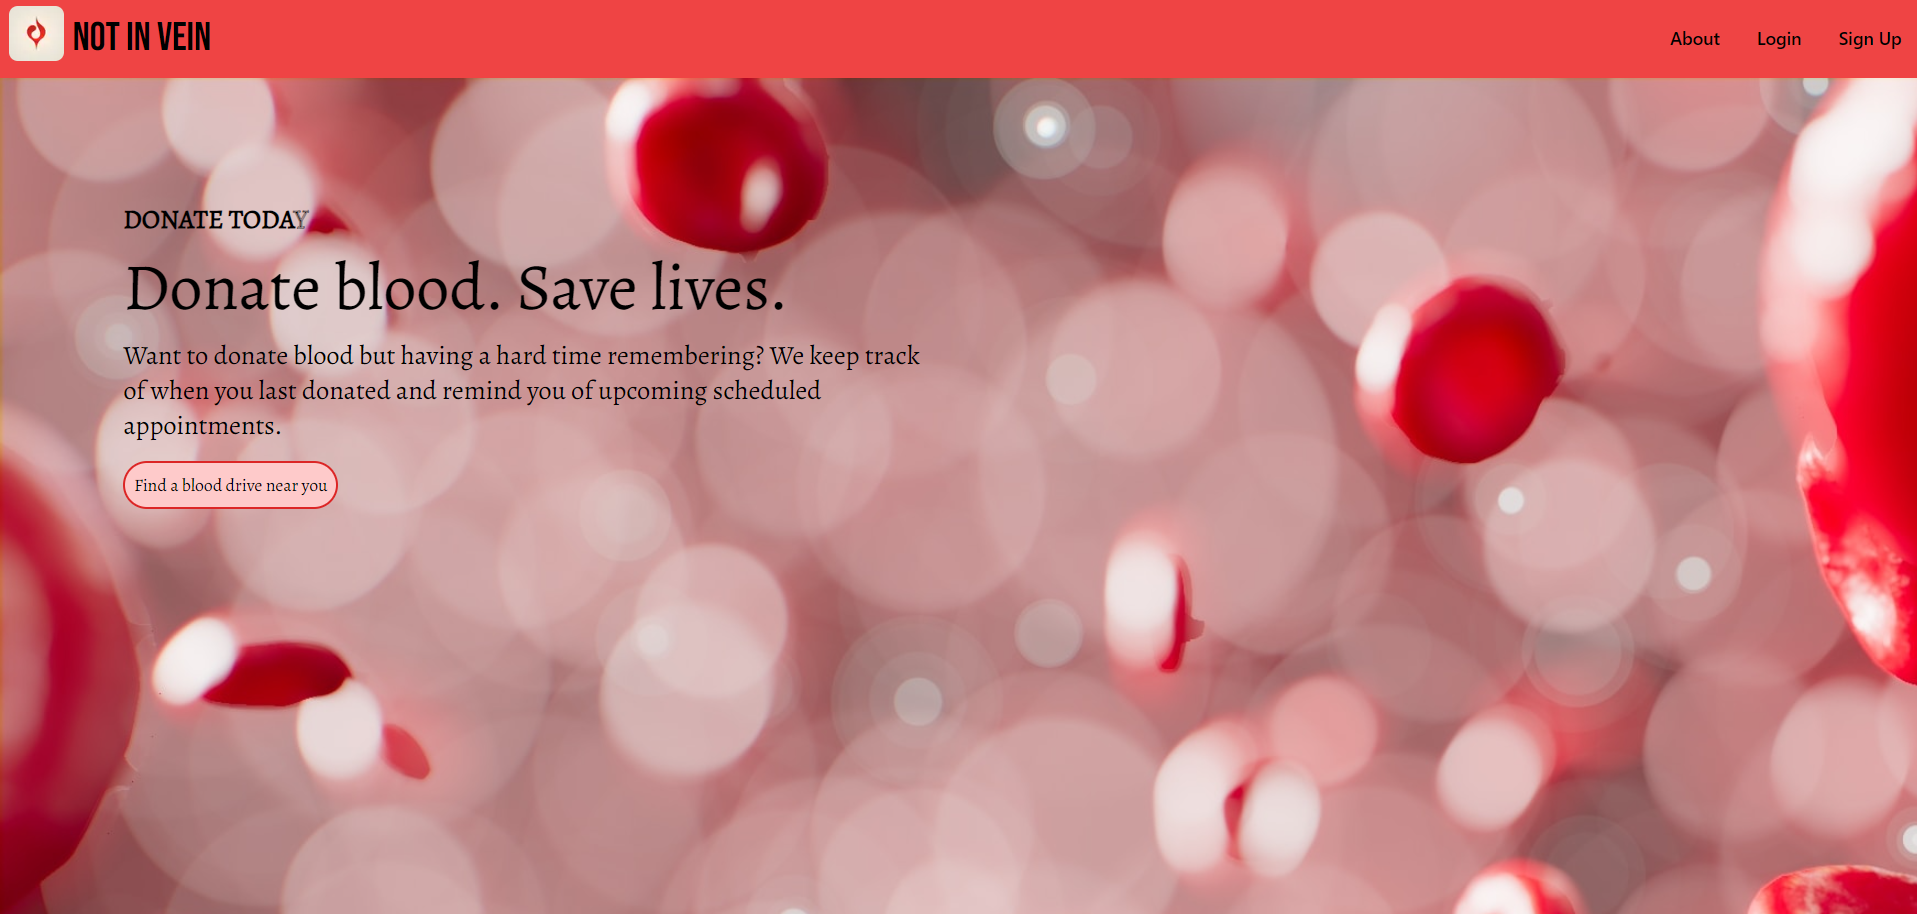 NOT IN VEIN
About Login Sign Up
DONATE TODAY
Donate blood. Save lives.
Want to donate blood but having a hard time remembering? We keep track
of when you last donated and remind you of upcoming scheduled
appointments.
Find a blood drive near you